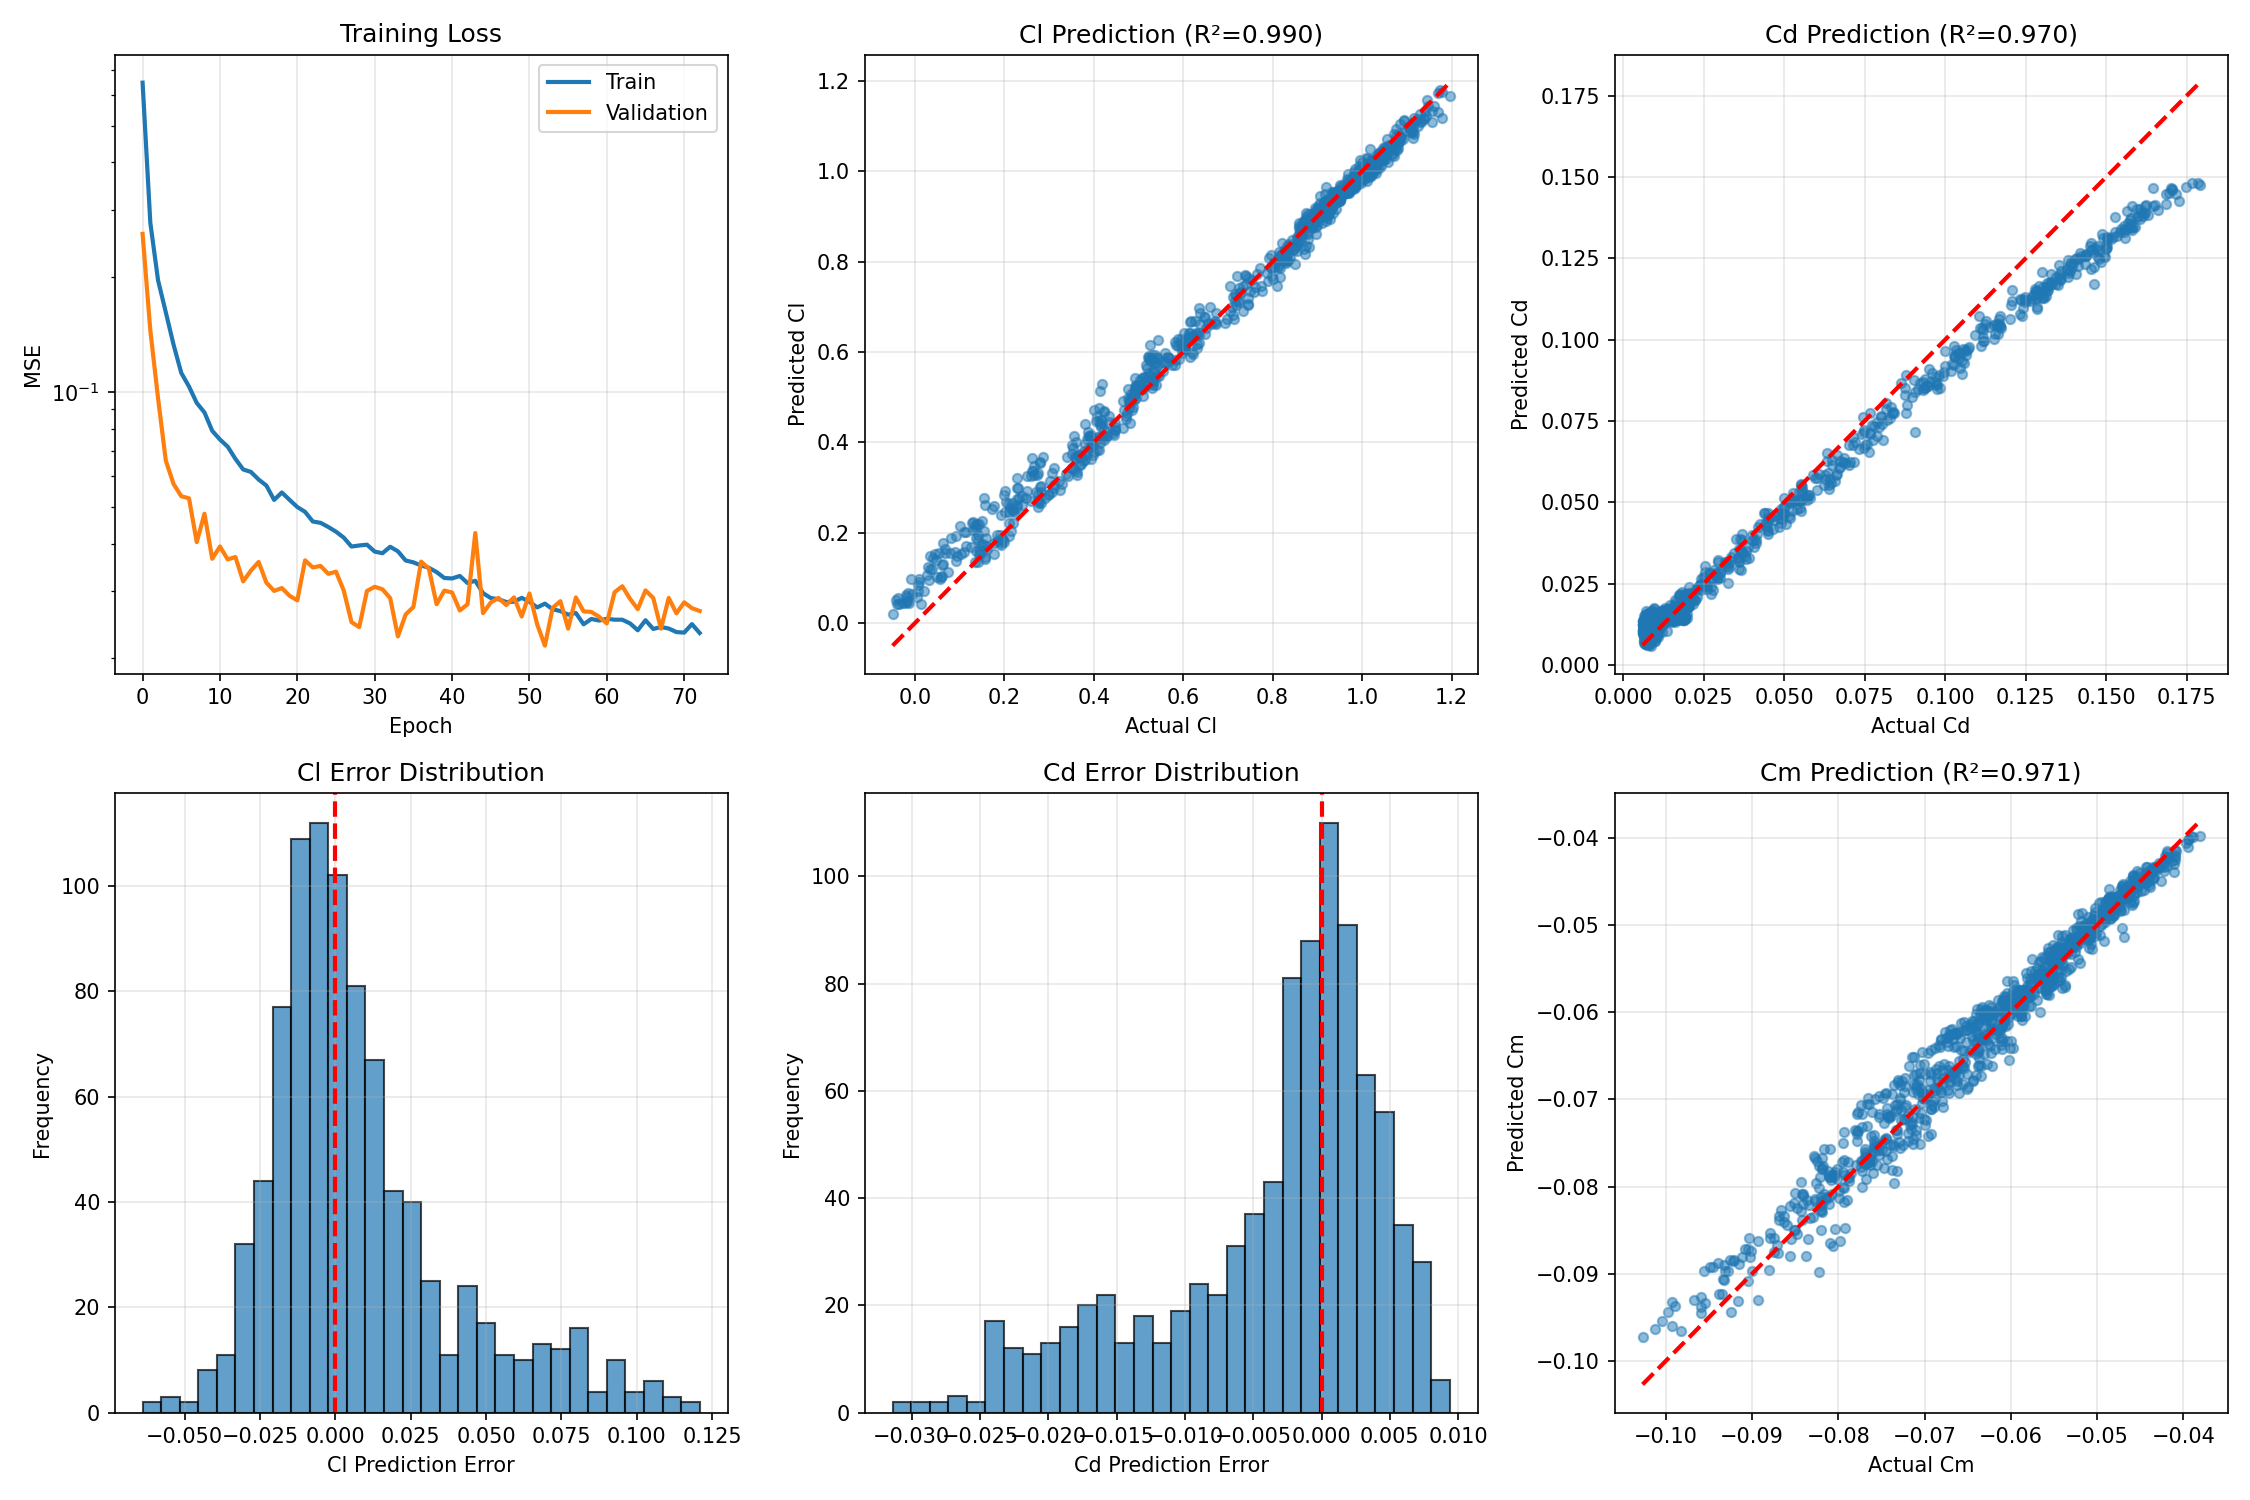 Training Loss
Train
Validation
MSE
10⁻¹
0 10 20 30 40 50 60 70
Epoch
Cl Prediction (R²=0.990)
Predicted Cl
1.2
1.0
0.8
0.6
0.4
0.2
0.0
0.0 0.2 0.4 0.6 0.8 1.0 1.2
Actual Cl
Cd Prediction (R²=0.970)
Predicted Cd
0.175
0.150
0.125
0.100
0.075
0.050
0.025
0.000
0.000 0.025 0.050 0.075 0.100 0.125 0.150 0.175
Actual Cd
Cl Error Distribution
Frequency
100
80
60
40
20
0
−0.050 −0.025 0.000 0.025 0.050 0.075 0.100 0.125
Cl Prediction Error
Cd Error Distribution
Frequency
100
80
60
40
20
0
−0.030 −0.025 −0.020 −0.015 −0.010 −0.005 0.000 0.005 0.010
Cd Prediction Error
Cm Prediction (R²=0.971)
Predicted Cm
−0.04
−0.05
−0.06
−0.07
−0.08
−0.09
−0.10
−0.10 −0.09 −0.08 −0.07 −0.06 −0.05 −0.04
Actual Cm